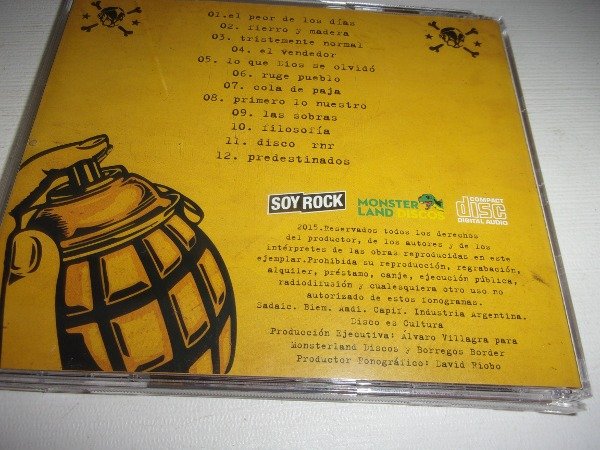 01.el peor de los días
02. fierro y madera
03. tristemente normal
04. el vendedor
05. lo que Dios se olvidó
06. ruge pueblo
07. cola de paja
08. primero lo nuestro
09. las sobras
10. filosofía
11. disco rnr
12. predestinados
SOY ROCK
MONSTER
LAND DISCOS
COMPACT
disc
DIGITAL AUDIO
2015.Reservados todos los derechos
del productor, de los autores y de los
intérpretes de las obras reproducidas en este
ejemplar.Prohibida su reproducción, regrabación,
alquiler, préstamo, canje, ejecución pública,
radiodifusión y cualesquiera otro uso no
autorizado de estos fonogramas.
Sadaic. Biem. Aadi. Capif. Industria Argentina.
Disco es Cultura
Producción Ejecutiva: Alvaro Villagra para
Monsterland Discos y Borregos Border
Productor Fonográfico: David Riobo